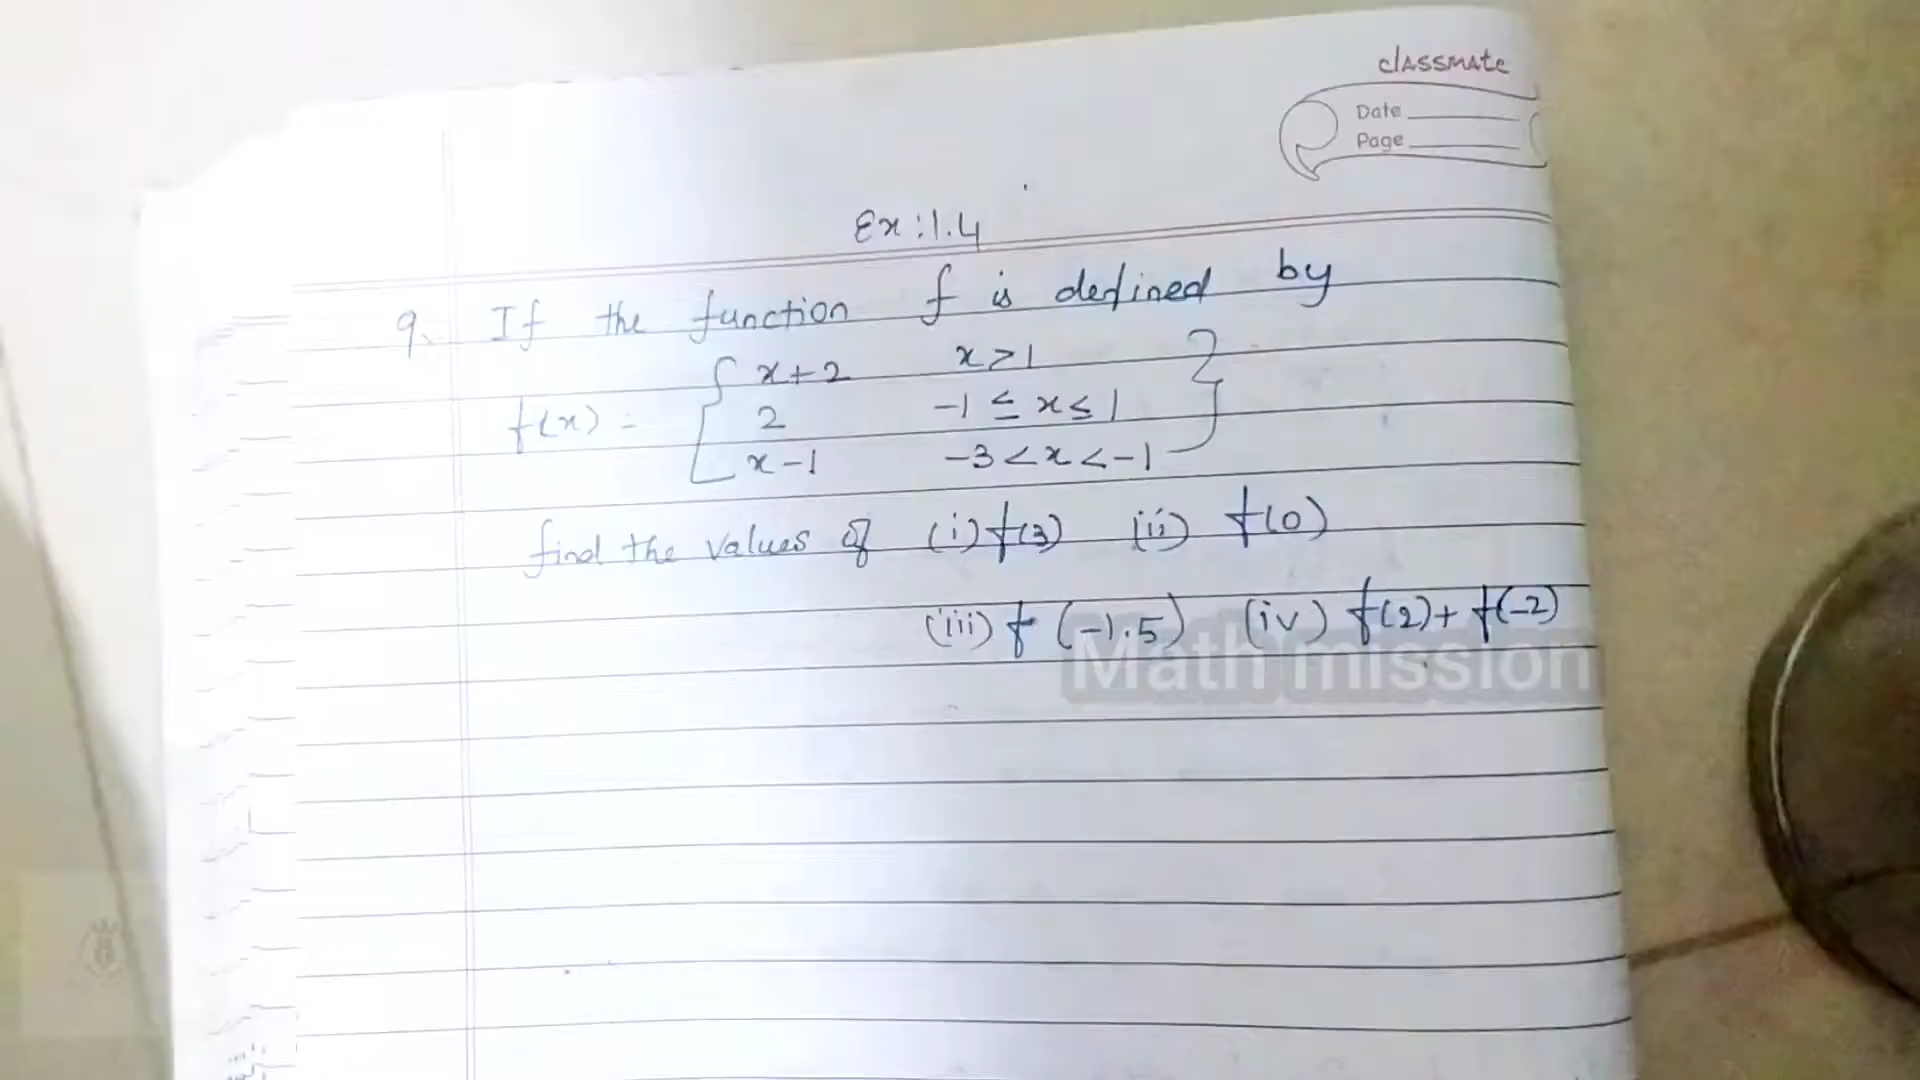 classmate
Date
Page
Ex:1.4
9. If the function f is defined by
f(x) = { x+2 x>1
2 -1 ≤ x ≤ 1
x-1 -3<x<-1 }
find the values of (i) f(3) (ii) f(0)
(iii) f(-1.5) (iv) f(2)+f(-2)
Math mission